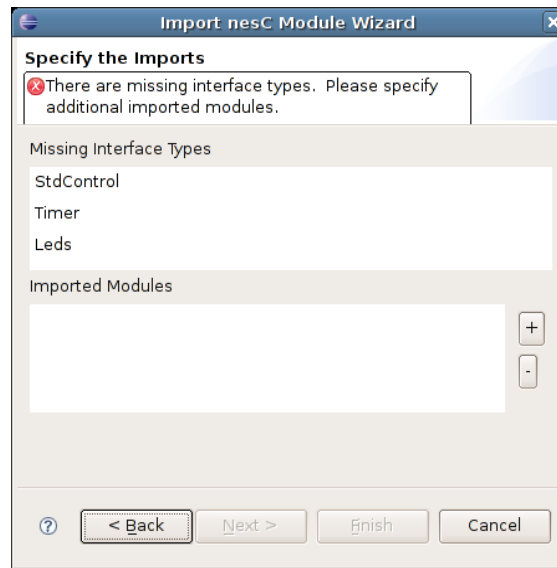 Import nesC Module Wizard
Specify the Imports
There are missing interface types. Please specify
additional imported modules.
Missing Interface Types
StdControl
Timer
Leds
Imported Modules
+
-
? < Back Next > Finish Cancel